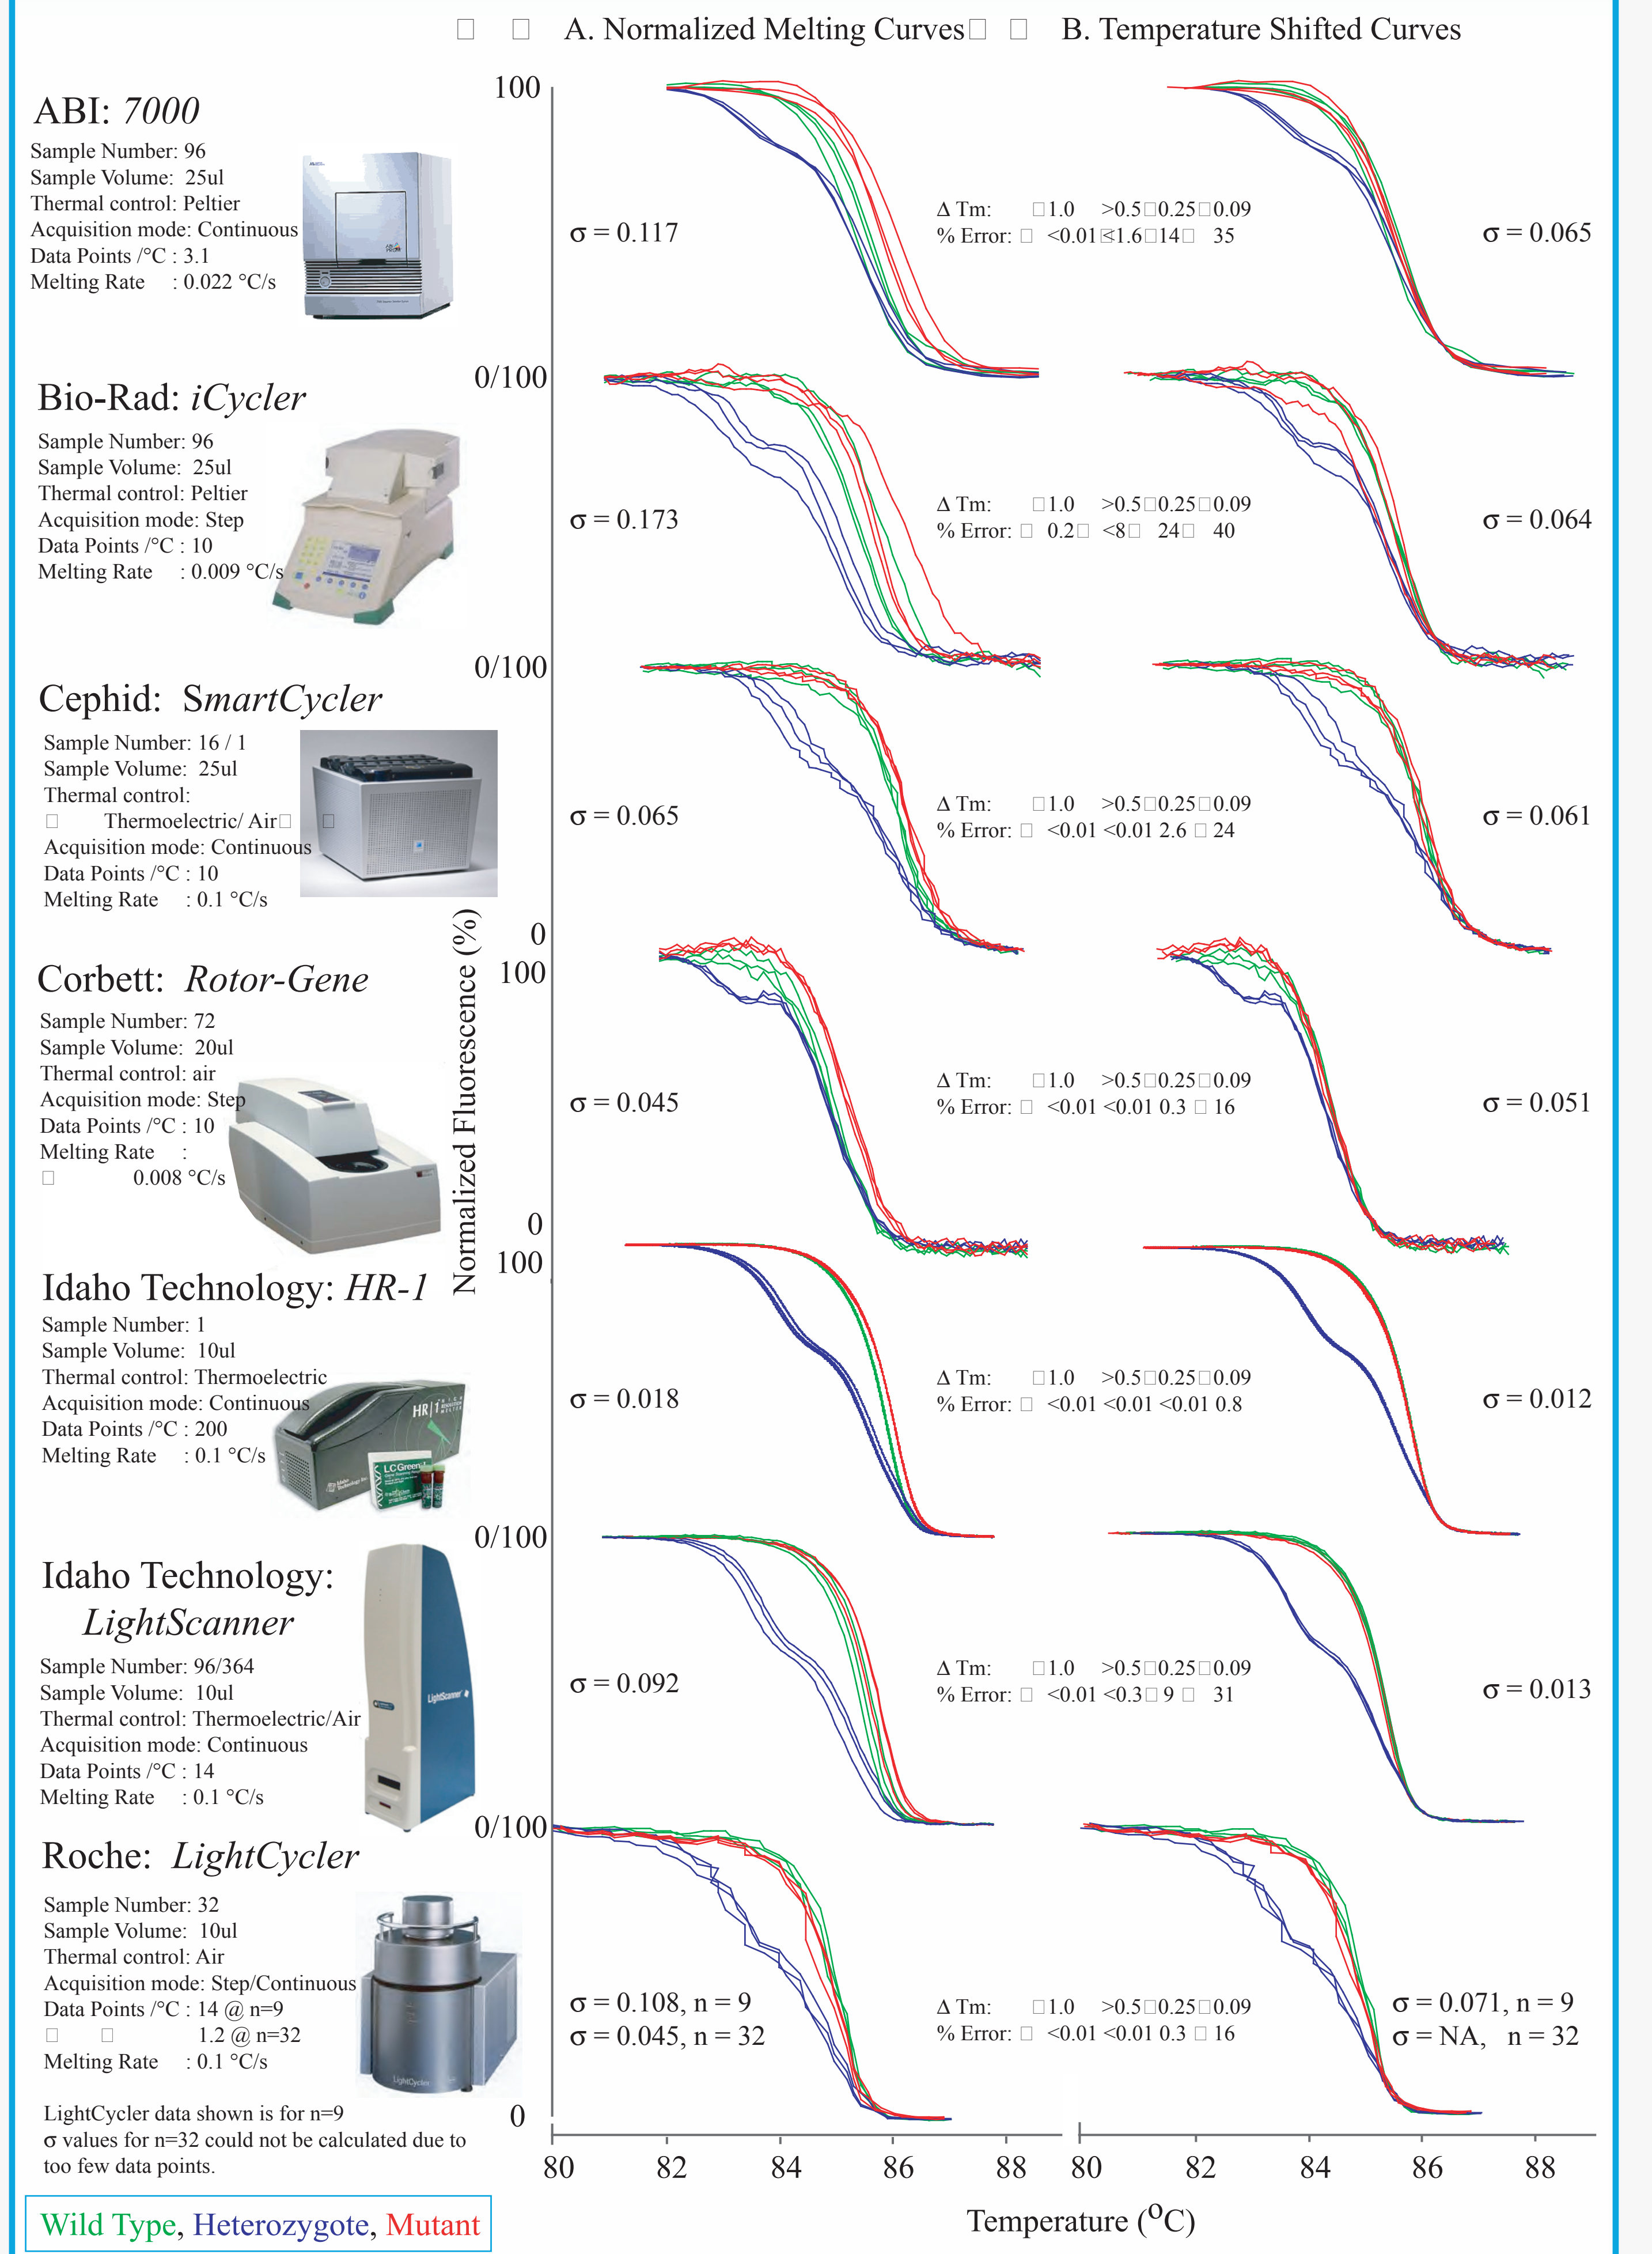 A. Normalized Melting Curves B. Temperature Shifted Curves
ABI: 7000
Sample Number: 96
Sample Volume: 25ul
Thermal control: Peltier
Acquisition mode: Continuous
Data Points /°C : 3.1
Melting Rate : 0.022 °C/s
100
σ = 0.117
Δ Tm: □1.0 >0.5□0.25□0.09
% Error: □ <0.01□<1.6□14□ 35
σ = 0.065
0/100
Bio-Rad: iCycler
Sample Number: 96
Sample Volume: 25ul
Thermal control: Peltier
Acquisition mode: Step
Data Points /°C : 10
Melting Rate : 0.009 °C/s
σ = 0.173
Δ Tm: □1.0 >0.5□0.25□0.09
% Error: □ 0.2□ <8□ 24□ 40
σ = 0.064
0/100
Cephid: SmartCycler
Sample Number: 16 / 1
Sample Volume: 25ul
Thermal control:
□ Thermoelectric/ Air□ □
Acquisition mode: Continuous
Data Points /°C : 10
Melting Rate : 0.1 °C/s
σ = 0.065
Δ Tm: □1.0 >0.5□0.25□0.09
% Error: □ <0.01 <0.01 2.6 □ 24
σ = 0.061
0
100
Normalized Fluorescence (%)
Corbett: Rotor-Gene
Sample Number: 72
Sample Volume: 20ul
Thermal control: air
Acquisition mode: Step
Data Points /°C : 10
Melting Rate :
□ 0.008 °C/s
σ = 0.045
Δ Tm: □1.0 >0.5□0.25□0.09
% Error: □ <0.01 <0.01 0.3 □ 16
σ = 0.051
0
100
Idaho Technology: HR-1
Sample Number: 1
Sample Volume: 10ul
Thermal control: Thermoelectric
Acquisition mode: Continuous
Data Points /°C : 200
Melting Rate : 0.1 °C/s
HR|1
LCGreen
σ = 0.018
Δ Tm: □1.0 >0.5□0.25□0.09
% Error: □ <0.01 <0.01 <0.01 0.8
σ = 0.012
0/100
Idaho Technology:
LightScanner
Sample Number: 96/364
Sample Volume: 10ul
Thermal control: Thermoelectric/Air
Acquisition mode: Continuous
Data Points /°C : 14
Melting Rate : 0.1 °C/s
LightScanner
σ = 0.092
Δ Tm: □1.0 >0.5□0.25□0.09
% Error: □ <0.01 <0.3□ 9 □ 31
σ = 0.013
0/100
Roche: LightCycler
Sample Number: 32
Sample Volume: 10ul
Thermal control: Air
Acquisition mode: Step/Continuous
Data Points /°C : 14 @ n=9
□ □ 1.2 @ n=32
Melting Rate : 0.1 °C/s
LightCycler
σ = 0.108, n = 9
σ = 0.045, n = 32
Δ Tm: □1.0 >0.5□0.25□0.09
% Error: □ <0.01 <0.01 0.3 □ 16
σ = 0.071, n = 9
σ = NA, n = 32
LightCycler data shown is for n=9
σ values for n=32 could not be calculated due to
too few data points.
0
80 82 84 86 88 80 82 84 86 88
Temperature (°C)
Wild Type, Heterozygote, Mutant